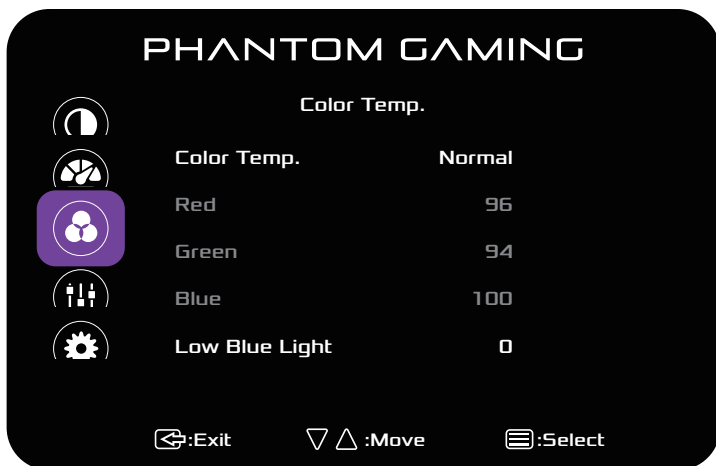 PHANTOM GAMING
Color Temp.
Color Temp. Normal
Red 96
Green 94
Blue 100
Low Blue Light 0
:Exit :Move :Select